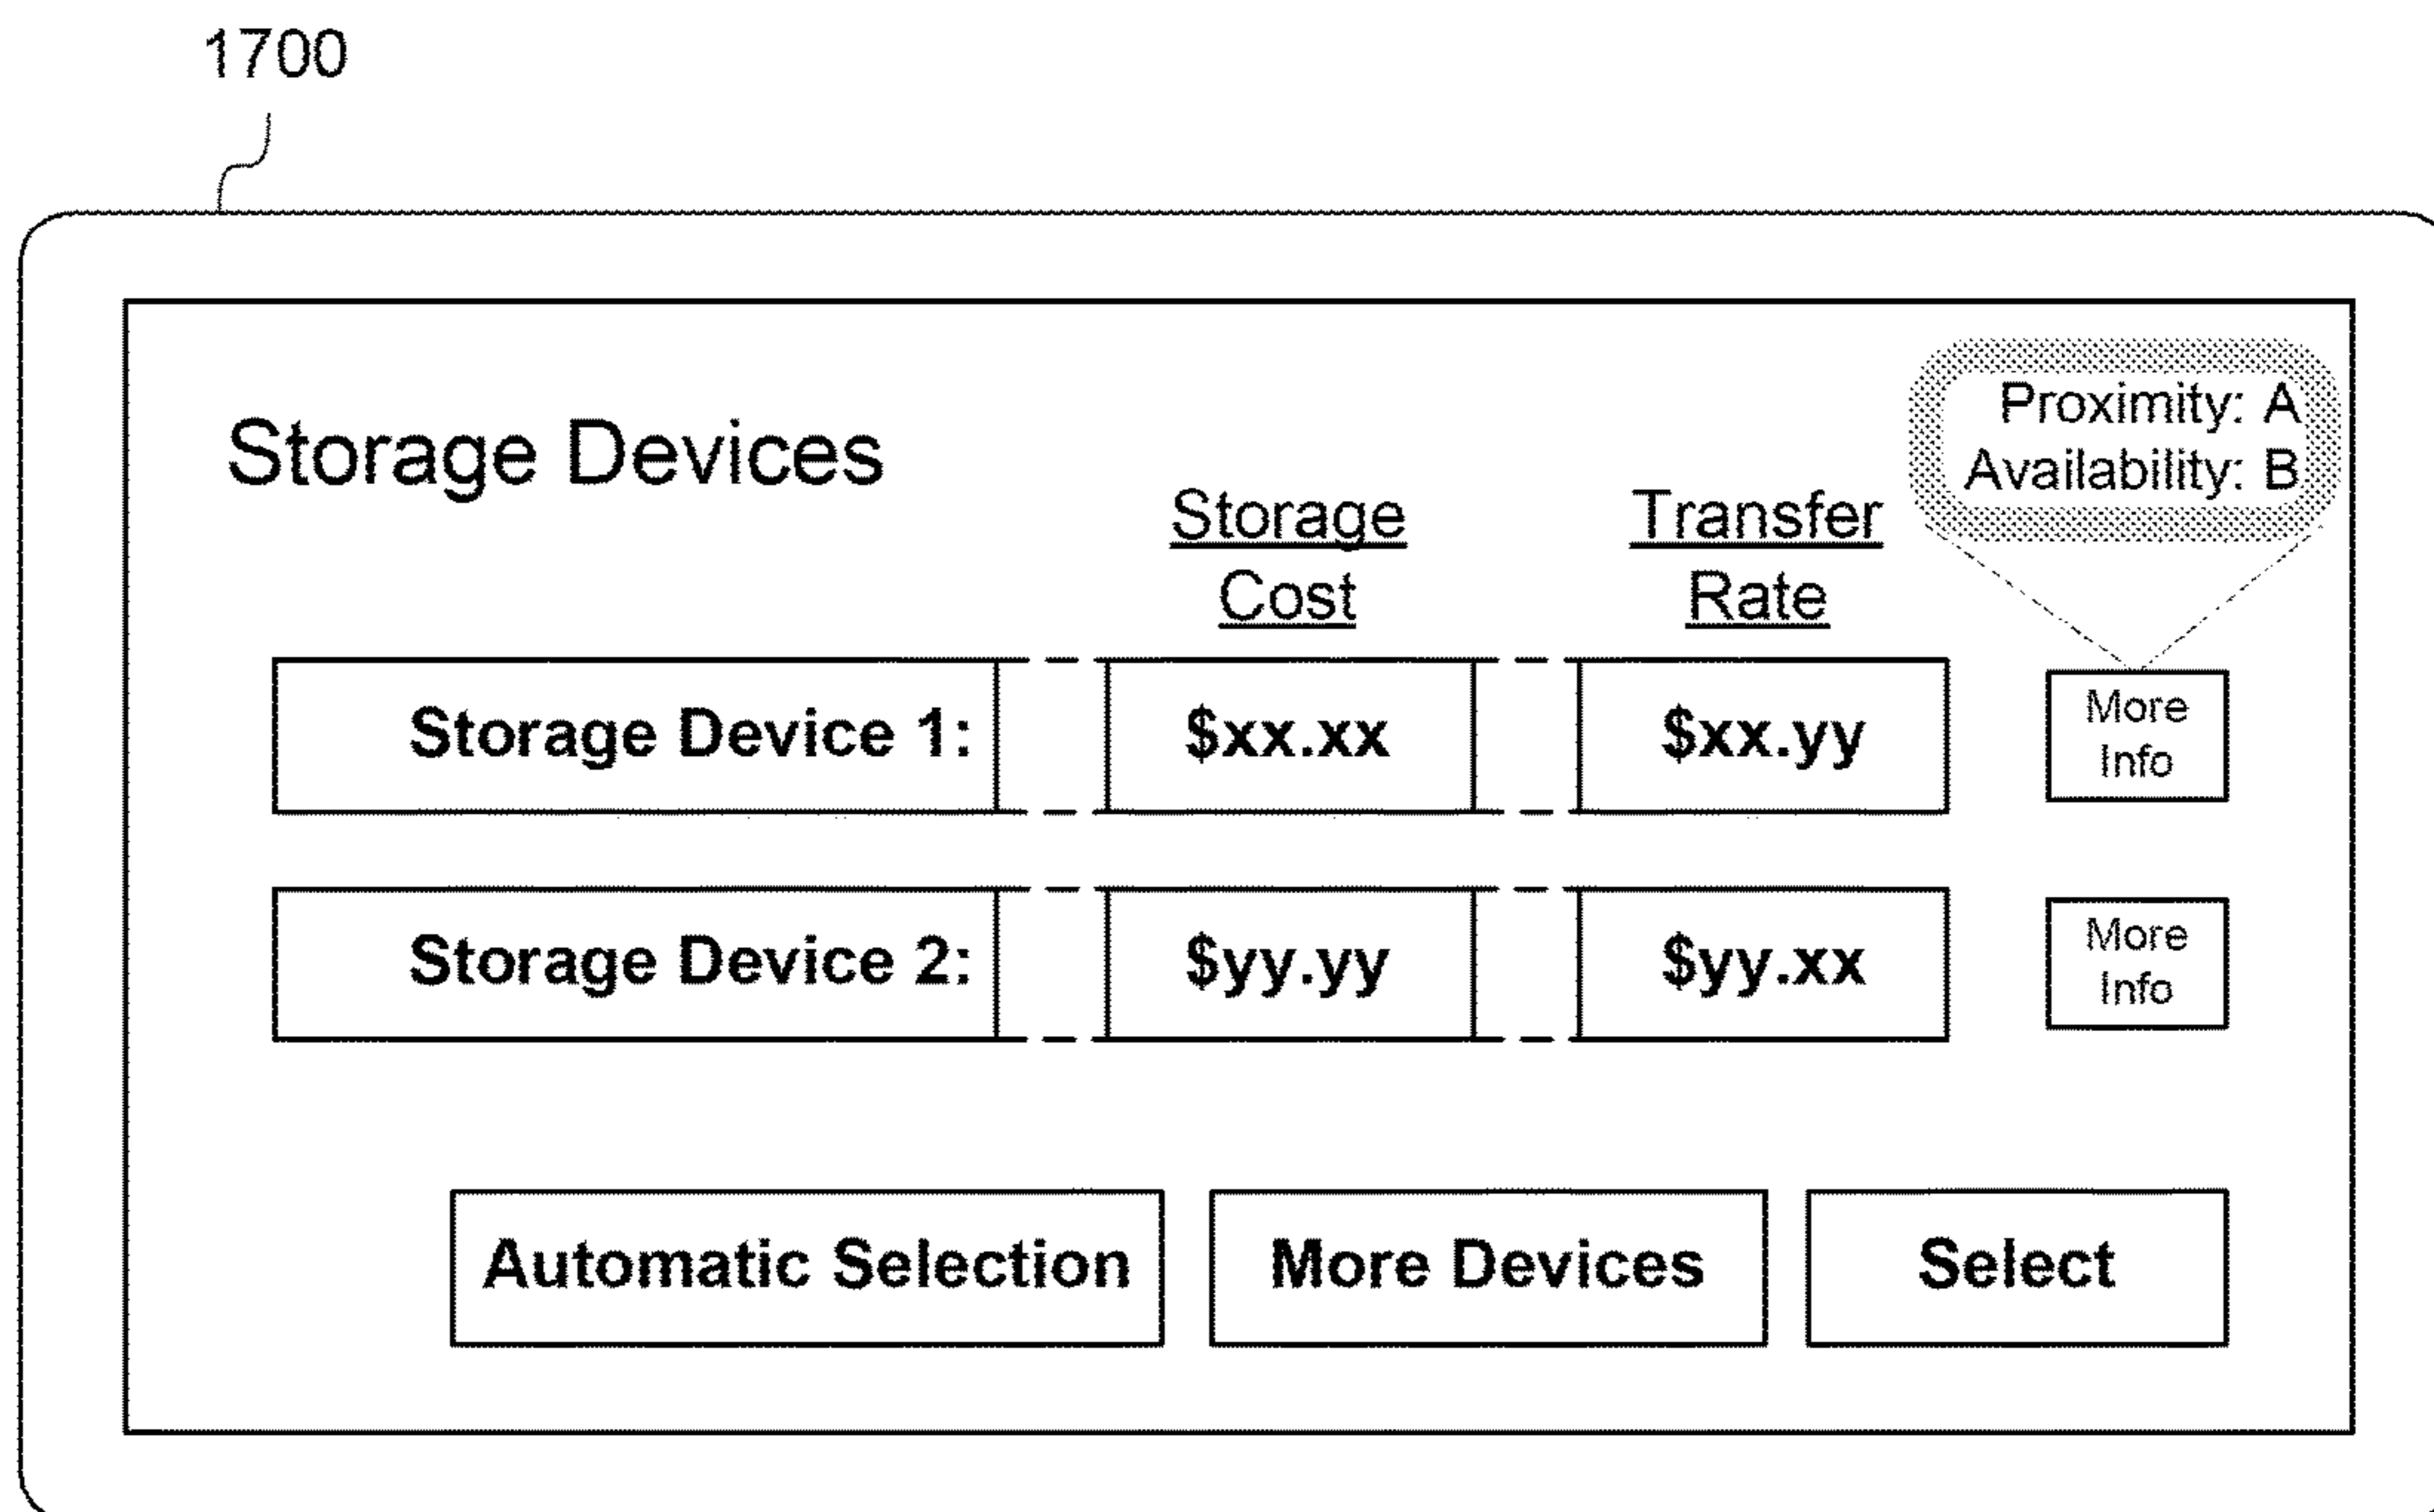 1700
Proximity: A
Availability: B
Storage Devices
Storage
Cost
Transfer
Rate
Storage Device 1:
$xx.xx
$xx.yy
More
Info
Storage Device 2:
$yy.yy
$yy.xx
More
Info
Automatic Selection
More Devices
Select